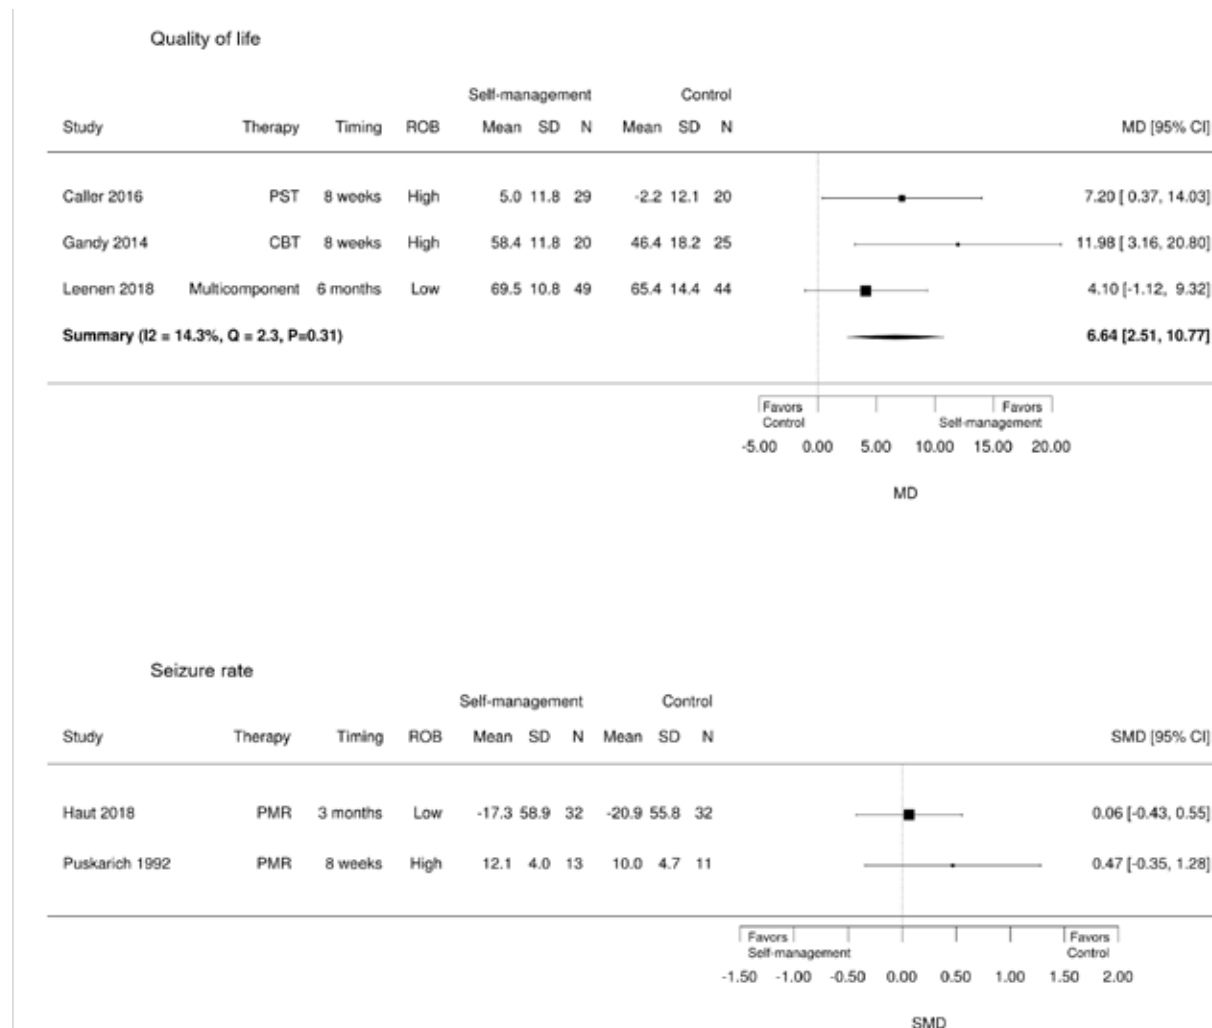 Quality of life
Self-management Control
Study Therapy Timing ROB Mean SD N Mean SD N MD [95% CI]
Caller 2016 PST 8 weeks High 5.0 11.8 29 -2.2 12.1 20 7.20 [ 0.37, 14.03]
Gandy 2014 CBT 8 weeks High 58.4 11.8 20 46.4 18.2 25 11.98 [ 3.16, 20.80]
Leenen 2018 Multicomponent 6 months Low 69.5 10.8 49 65.4 14.4 44 4.10 [-1.12, 9.32]
Summary (I2 = 14.3%, Q = 2.3, P=0.31) 6.64 [2.51, 10.77]
Favors Favors
Control Self-management
-5.00 0.00 5.00 10.00 15.00 20.00
MD
Seizure rate
Self-management Control
Study Therapy Timing ROB Mean SD N Mean SD N SMD [95% CI]
Haut 2018 PMR 3 months Low -17.3 58.9 32 -20.9 55.8 32 0.06 [-0.43, 0.55]
Puskarich 1992 PMR 8 weeks High 12.1 4.0 13 10.0 4.7 11 0.47 [-0.35, 1.28]
Favors Favors
Self-management Control
-1.50 -1.00 -0.50 0.00 0.50 1.00 1.50 2.00
SMD